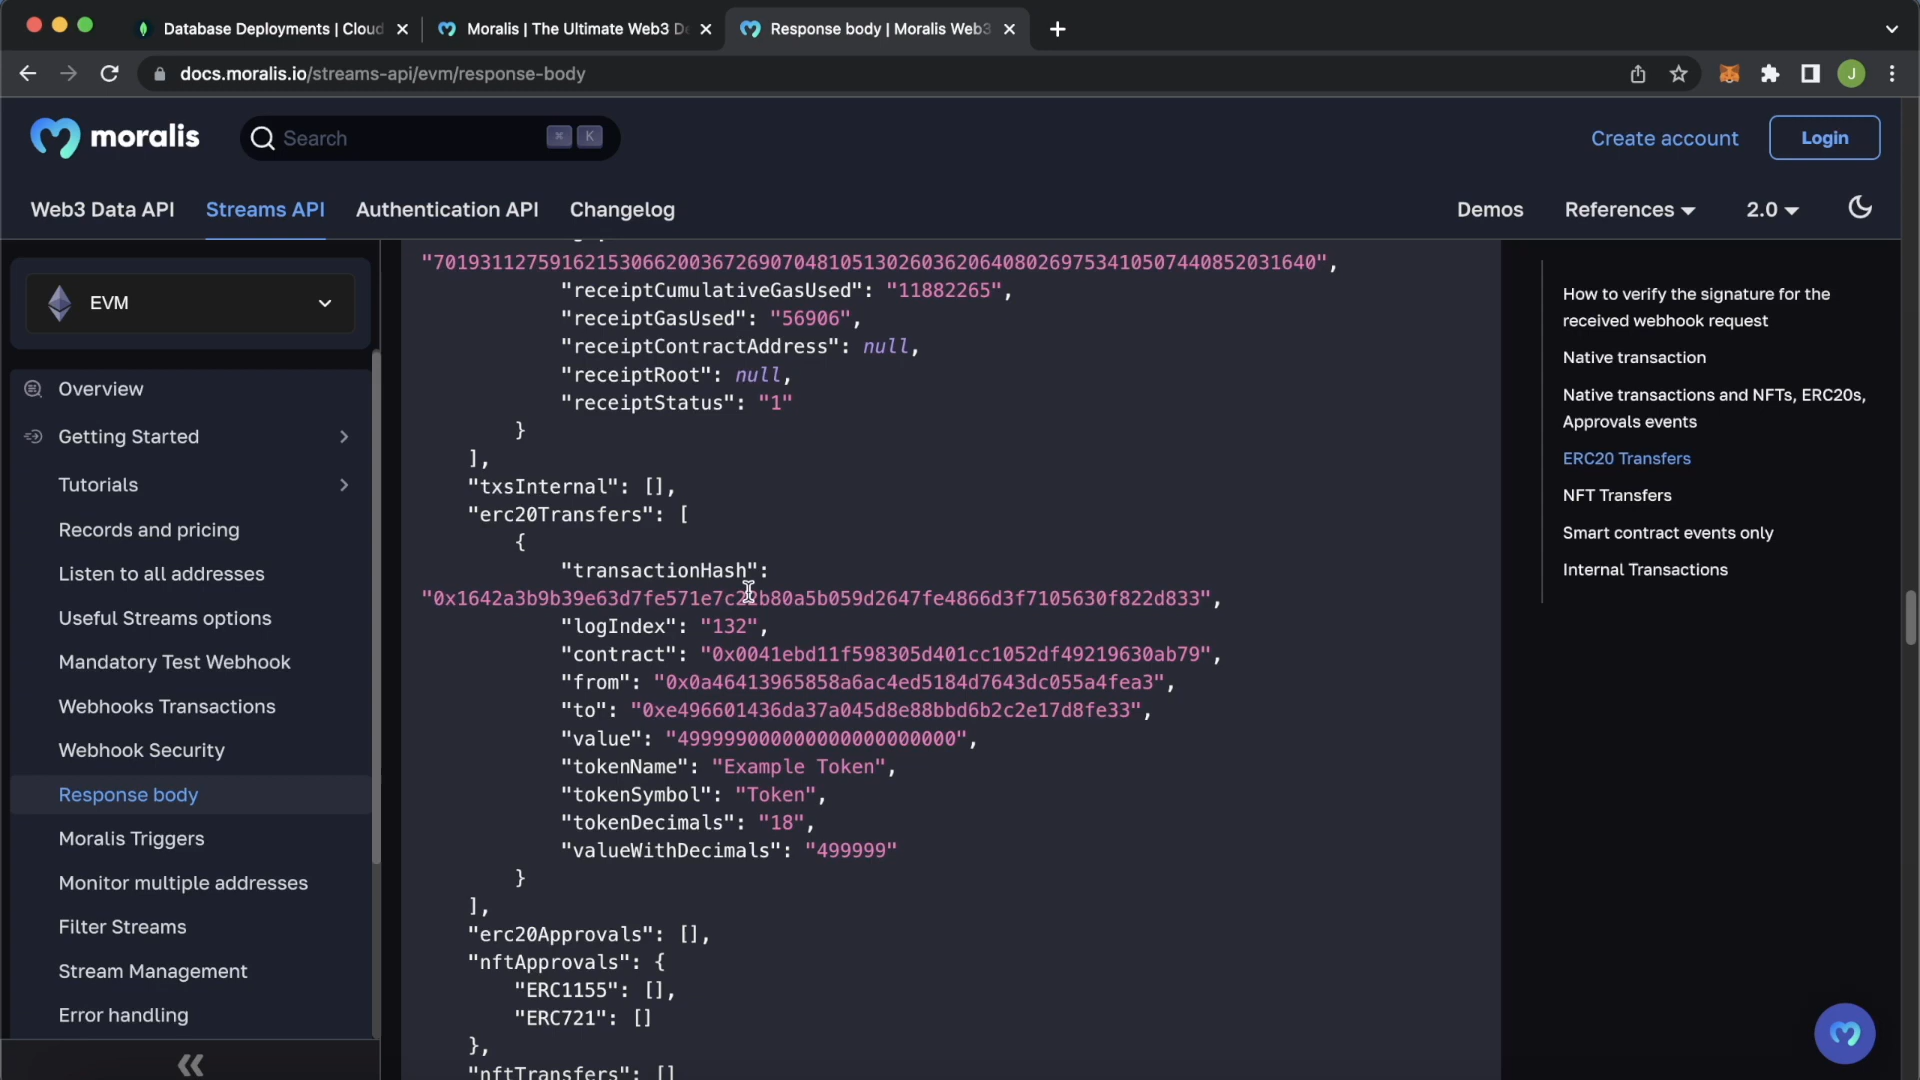 Database Deployments | Cloud
Moralis | The Ultimate Web3 De
Response body | Moralis Web3
docs.moralis.io/streams-api/evm/response-body
J
moralis
Search
K
Create account
Login
Web3 Data API
Streams API
Authentication API
Changelog
Demos
References
2.0
EVM
Overview
Getting Started
Tutorials
Records and pricing
Listen to all addresses
Useful Streams options
Mandatory Test Webhook
Webhooks Transactions
Webhook Security
Response body
Moralis Triggers
Monitor multiple addresses
Filter Streams
Stream Management
Error handling
"70193112759162153066200367269070481051302603620640802697534105074408520316​40",
"receiptCumulativeGasUsed": "11882265",
"receiptGasUsed": "56906",
"receiptContractAddress": null,
"receiptRoot": null,
"receiptStatus": "1"
}
],
"txsInternal": [],
"erc20Transfers": [
{
"transactionHash":
"0x1642a3b9b39e63d7fe571e7c22b80a5b059d2647fe4866d3f7105630f822d833",
"logIndex": "132",
"contract": "0x0041ebd11f598305d401cc1052df49219630ab79",
"from": "0x0a46413965858a6ac4ed5184d7643dc055a4fea3",
"to": "0xe496601436da37a045d8e88bbd6b2c2e17d8fe33",
"value": "499999000000000000000000",
"tokenName": "Example Token",
"tokenSymbol": "Token",
"tokenDecimals": "18",
"valueWithDecimals": "499999"
}
],
"erc20Approvals": [],
"nftApprovals": {
"ERC1155": [],
"ERC721": []
},
"nftTransfers": []
How to verify the signature for the
received webhook request
Native transaction
Native transactions and NFTs, ERC20s,
Approvals events
ERC20 Transfers
NFT Transfers
Smart contract events only
Internal Transactions